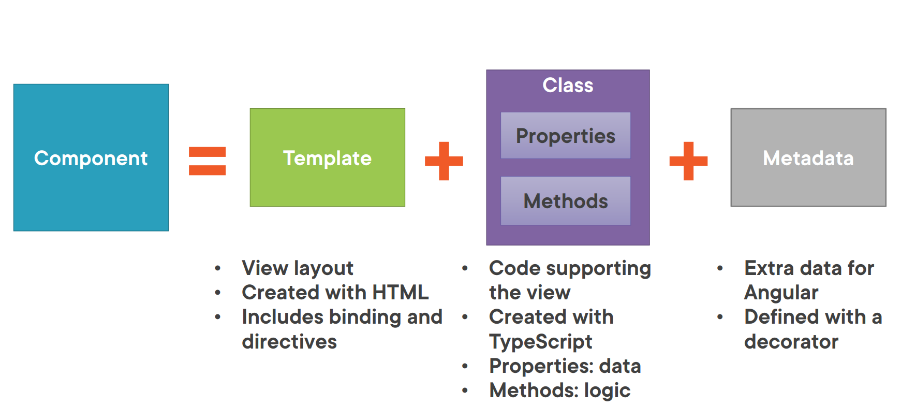 Component
=
Template
+
Class
Properties
Methods
+
Metadata
• View layout
• Created with HTML
• Includes binding and
directives
• Code supporting
the view
• Created with
TypeScript
• Properties: data
• Methods: logic
• Extra data for
Angular
• Defined with a
decorator